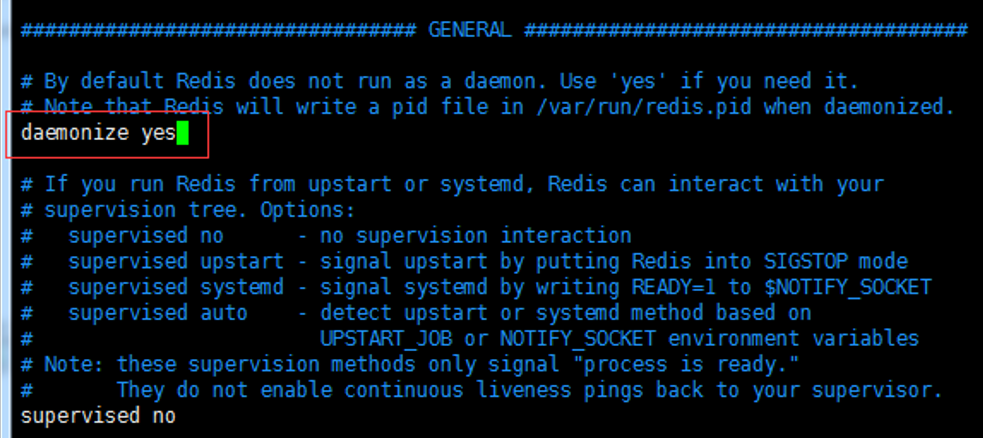 ################################# GENERAL #####################################
# By default Redis does not run as a daemon. Use 'yes' if you need it.
# Note that Redis will write a pid file in /var/run/redis.pid when daemonized.
daemonize yes
# If you run Redis from upstart or systemd, Redis can interact with your
# supervision tree. Options:
#   supervised no      - no supervision interaction
#   supervised upstart - signal upstart by putting Redis into SIGSTOP mode
#   supervised systemd - signal systemd by writing READY=1 to $NOTIFY_SOCKET
#   supervised auto    - detect upstart or systemd method based on
#                        UPSTART_JOB or NOTIFY_SOCKET environment variables
# Note: these supervision methods only signal "process is ready."
#       They do not enable continuous liveness pings back to your supervisor.
supervised no